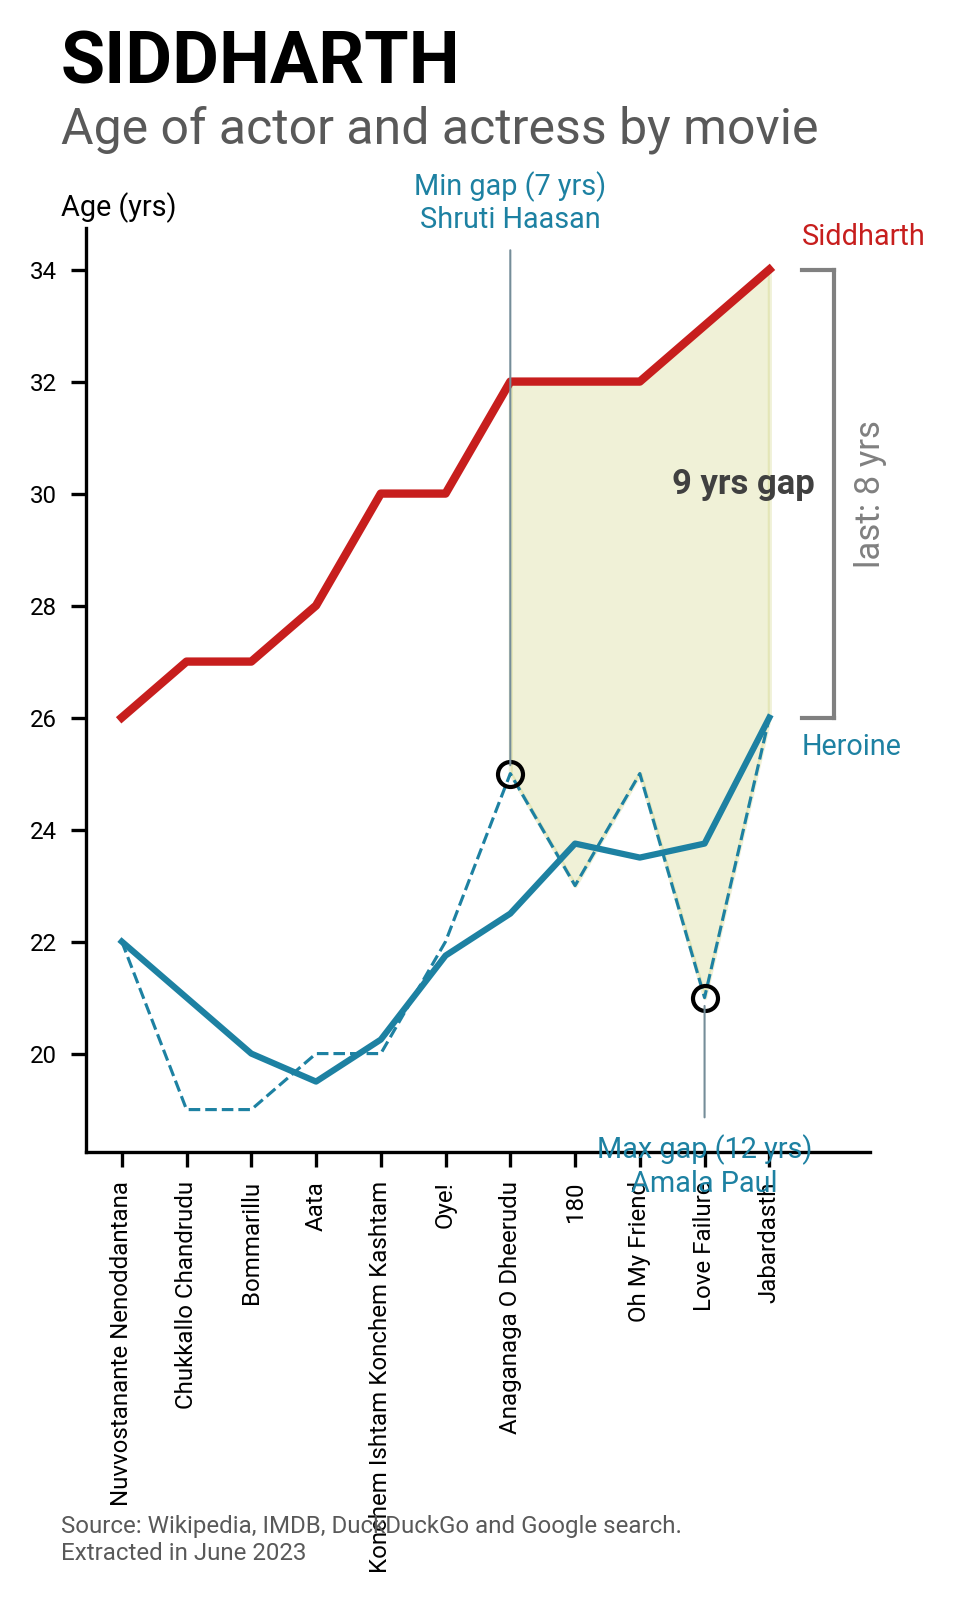 SIDDHARTH
Age of actor and actress by movie
Min gap (7 yrs)
Shruti Haasan
Age (yrs)
Siddharth
34
32
30
28
26
24
22
20
9 yrs gap
last: 8 yrs
Heroine
Max gap (12 yrs)
Amala Paul
Nuvvostanante Nenoddantana
Chukkallo Chandrudu
Bommarillu
Aata
Konchem Ishtam Konchem Kashtam
Oye!
Anaganaga O Dheerudu
180
Oh My Friend
Love Failure
Jabardasth
Source: Wikipedia, IMDB, DuckDuckGo and Google search.
Extracted in June 2023